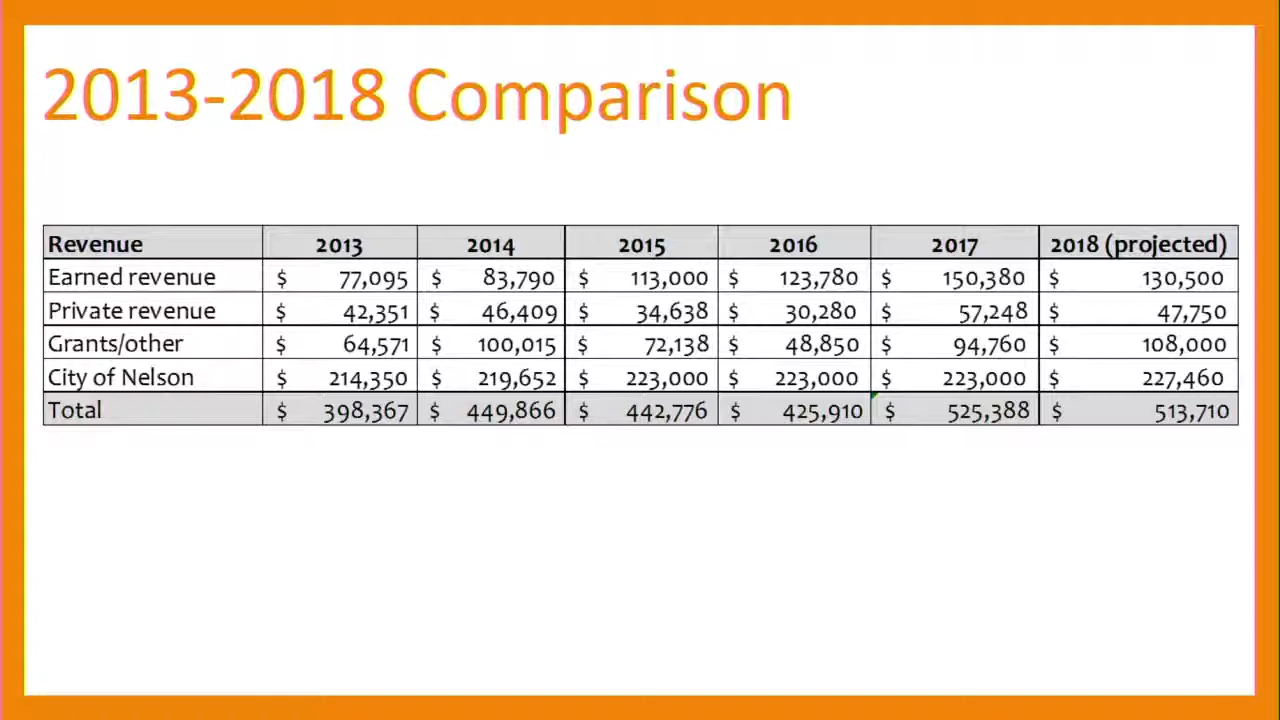 2013-2018 Comparison
Revenue 2013 2014 2015 2016 2017 2018 (projected)
Earned revenue $ 77,095 $ 83,790 $ 113,000 $ 123,780 $ 150,380 $ 130,500
Private revenue $ 42,351 $ 46,409 $ 34,638 $ 30,280 $ 57,248 $ 47,750
Grants/other $ 64,571 $ 100,015 $ 72,138 $ 48,850 $ 94,760 $ 108,000
City of Nelson $ 214,350 $ 219,652 $ 223,000 $ 223,000 $ 223,000 $ 227,460
Total $ 398,367 $ 449,866 $ 442,776 $ 425,910 $ 525,388 $ 513,710